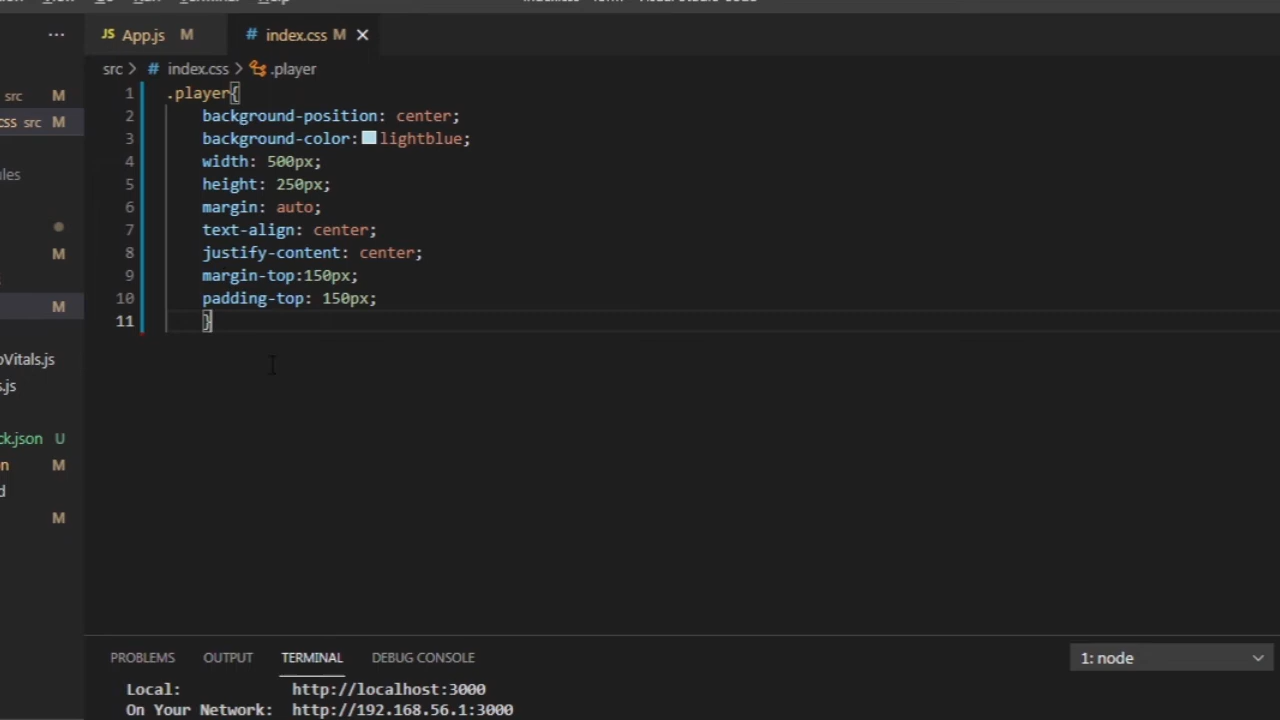 JS App.js M # index.css M
src > # index.css > .player
src M
css src M
1 .player{
2 background-position: center;
3 background-color: lightblue;
4 width: 500px;
5 height: 250px;
6 margin: auto;
7 text-align: center;
8 justify-content: center;
9 margin-top:150px;
10 padding-top: 150px;
11 }
M
M
oVitals.js
s.js
ck.json U
n M
d
M
PROBLEMS OUTPUT TERMINAL DEBUG CONSOLE 1: node
Local: http://localhost:3000
On Your Network: http://192.168.56.1:3000